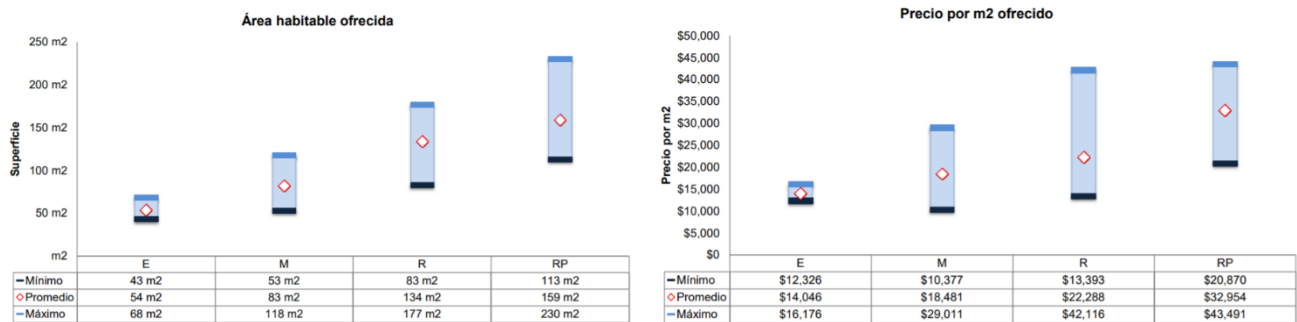 Área habitable ofrecida
250 m2
200 m2
150 m2
100 m2
50 m2
m2
Superficie
E M R RP
Mínimo 43 m2 53 m2 83 m2 113 m2
Promedio 54 m2 83 m2 134 m2 159 m2
Máximo 68 m2 118 m2 177 m2 230 m2
Precio por m2 ofrecido
$50,000
$45,000
$40,000
$35,000
$30,000
$25,000
$20,000
$15,000
$10,000
$5,000
$0
Precio por m2
E M R RP
Mínimo $12,326 $10,377 $13,393 $20,870
Promedio $14,046 $18,481 $22,288 $32,954
Máximo $16,176 $29,011 $42,116 $43,491